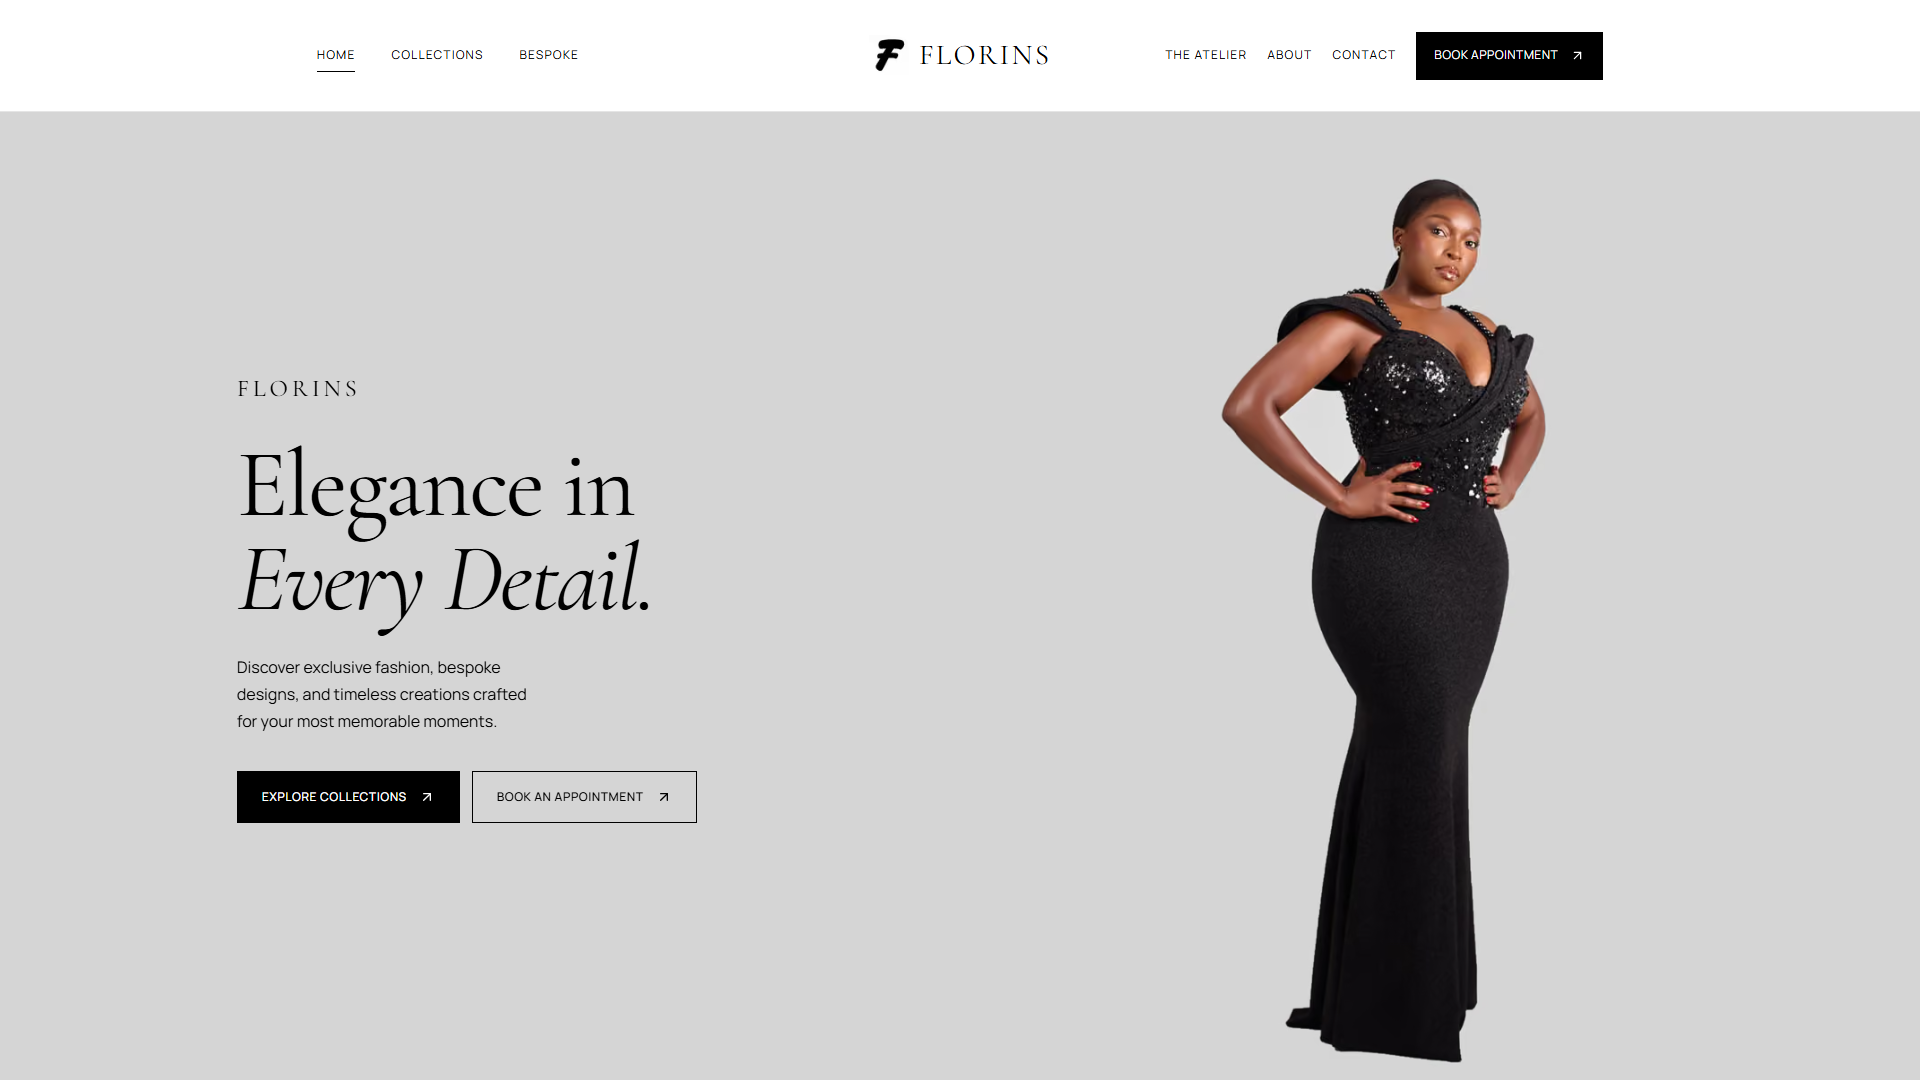 HOME
COLLECTIONS
BESPOKE
F FLORINS
THE ATELIER
ABOUT
CONTACT
BOOK APPOINTMENT
FLORINS
Elegance in
Every Detail.
Discover exclusive fashion, bespoke
designs, and timeless creations crafted
for your most memorable moments.
EXPLORE COLLECTIONS
BOOK AN APPOINTMENT